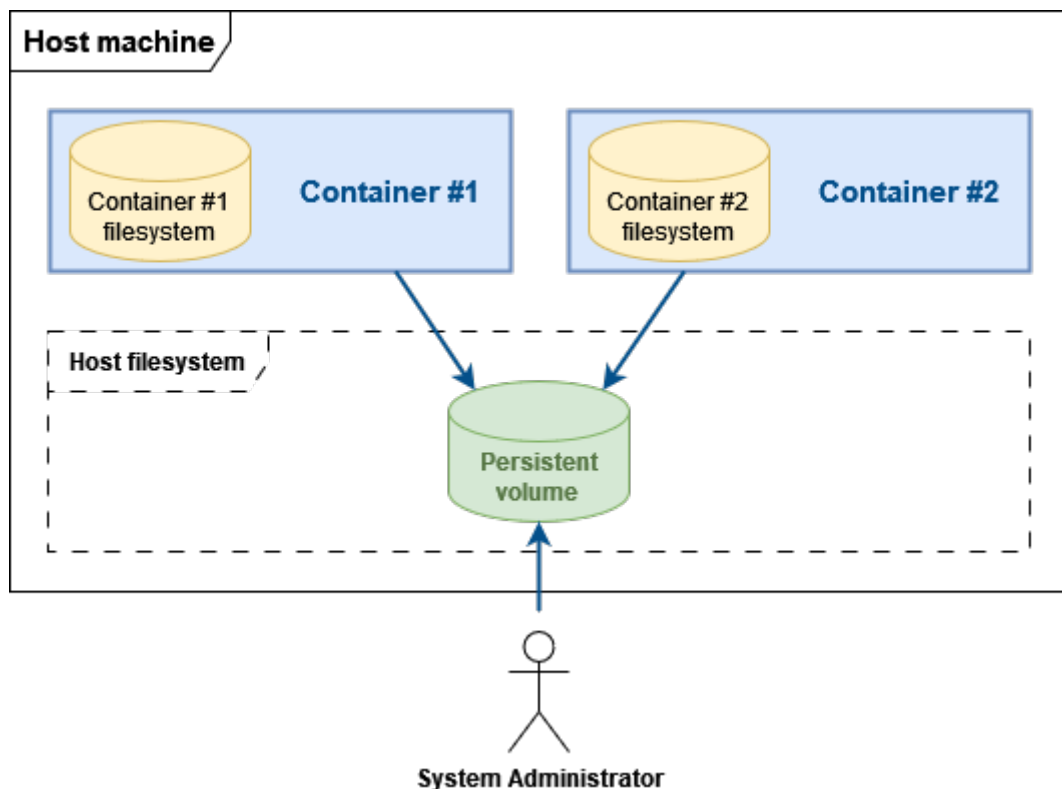 Host machine
Container #1
filesystem
Container #1
Container #2
filesystem
Container #2
Host filesystem
Persistent
volume
System Administrator